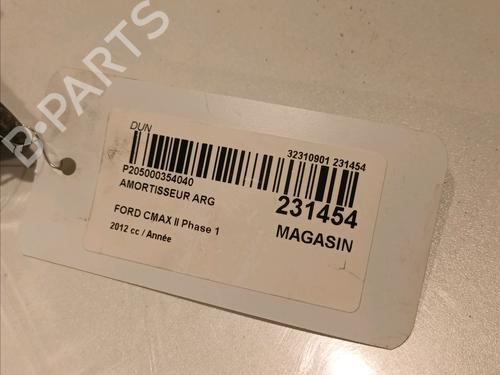 DUN
32310901 231454
P205000354040
AMORTISSEUR ARG
231454
FORD CMAX II Phase 1
MAGASIN
2012 cc / Année
B-PARTS